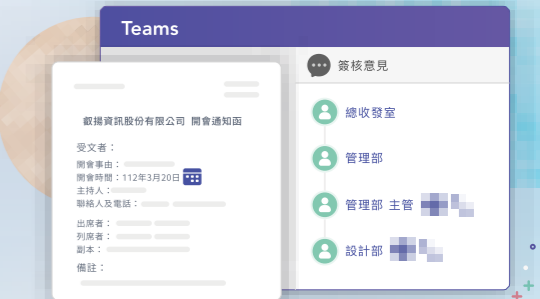 Teams
叡揚資訊股份有限公司 開會通知函
受文者：
開會事由：
開會時間：112年3月20日
主持人：
聯絡人及電話：
出席者：
列席者：
副本：
備註：
簽核意見
總收發室
管理部
管理部 主管
設計部